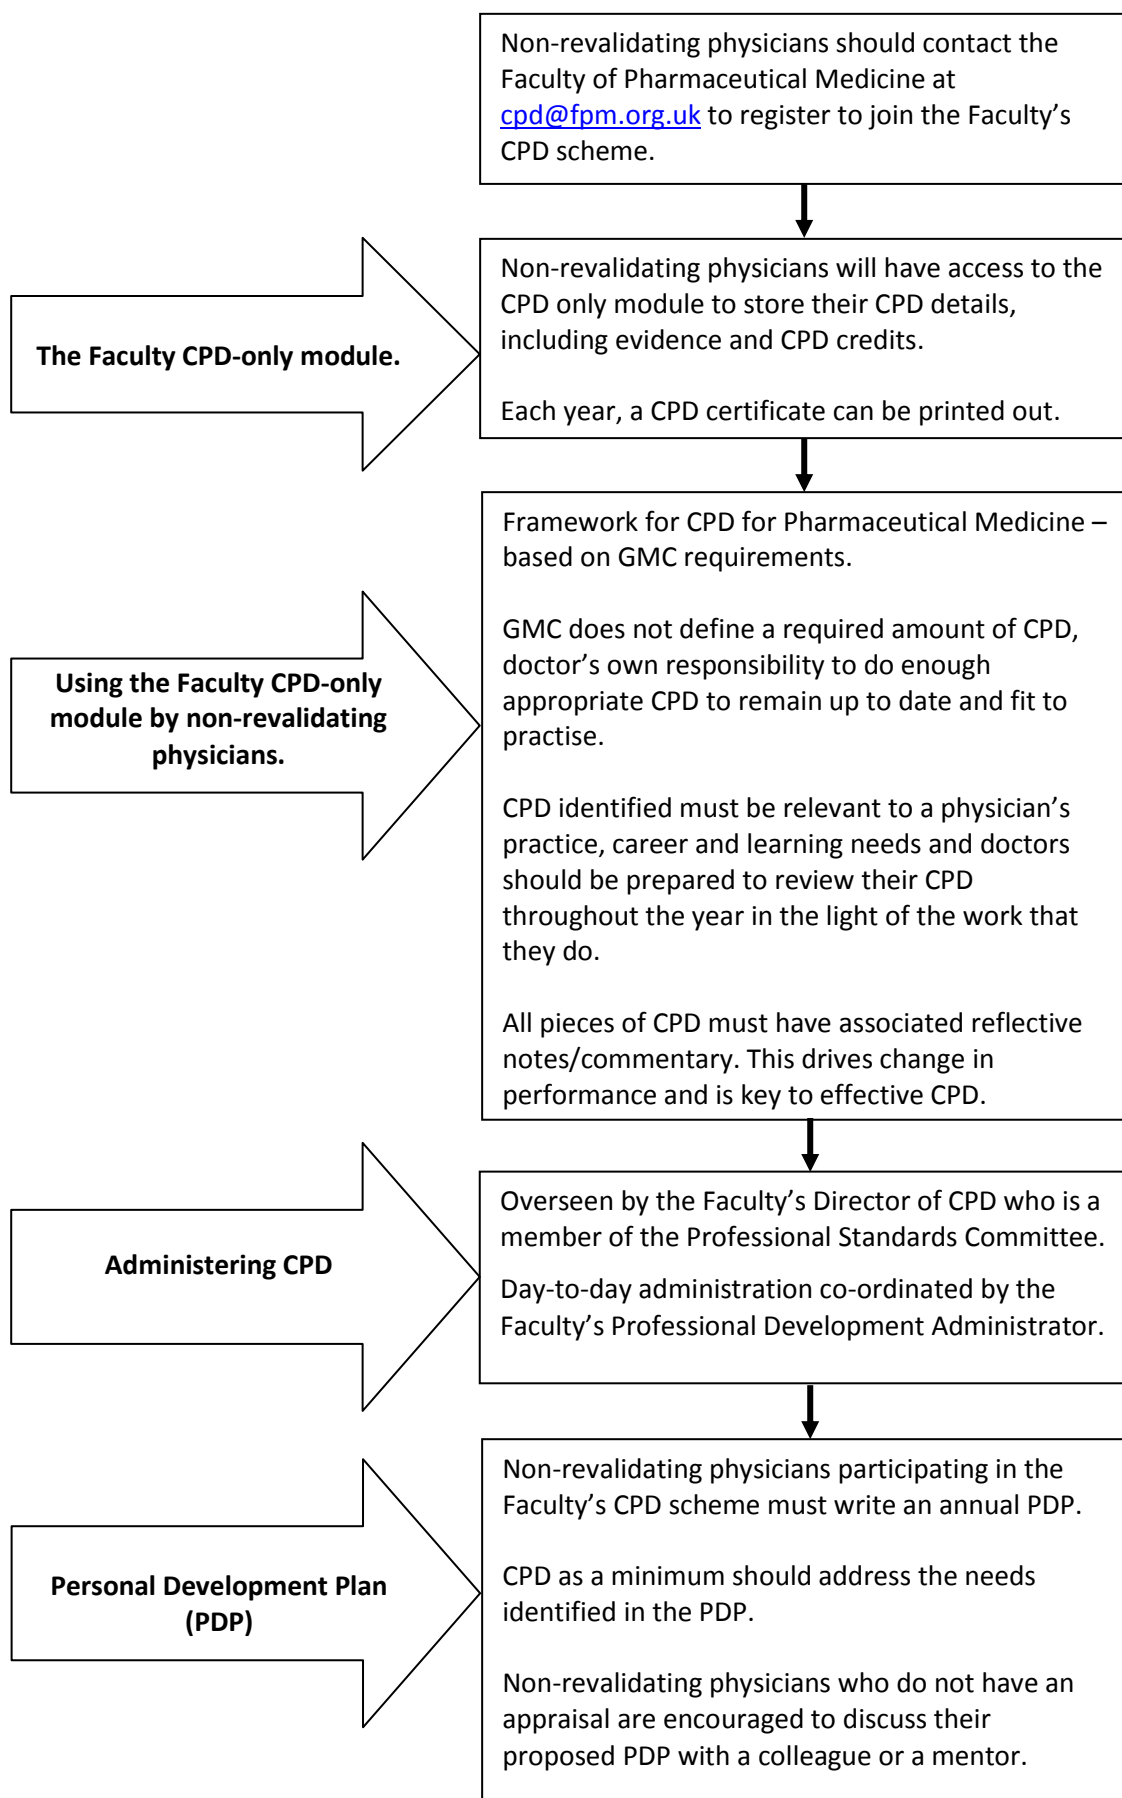 Non-revalidating physicians should contact the
Faculty of Pharmaceutical Medicine at
cpd@fpm.org.uk to register to join the Faculty’s
CPD scheme.
The Faculty CPD-only module.
Non-revalidating physicians will have access to the
CPD only module to store their CPD details,
including evidence and CPD credits.
Each year, a CPD certificate can be printed out.
Using the Faculty CPD-only
module by non-revalidating
physicians.
Framework for CPD for Pharmaceutical Medicine –
based on GMC requirements.
GMC does not define a required amount of CPD,
doctor’s own responsibility to do enough
appropriate CPD to remain up to date and fit to
practise.
CPD identified must be relevant to a physician’s
practice, career and learning needs and doctors
should be prepared to review their CPD
throughout the year in the light of the work that
they do.
All pieces of CPD must have associated reflective
notes/commentary. This drives change in
performance and is key to effective CPD.
Administering CPD
Overseen by the Faculty’s Director of CPD who is a
member of the Professional Standards Committee.
Day-to-day administration co-ordinated by the
Faculty’s Professional Development Administrator.
Personal Development Plan
(PDP)
Non-revalidating physicians participating in the
Faculty’s CPD scheme must write an annual PDP.
CPD as a minimum should address the needs
identified in the PDP.
Non-revalidating physicians who do not have an
appraisal are encouraged to discuss their
proposed PDP with a colleague or a mentor.